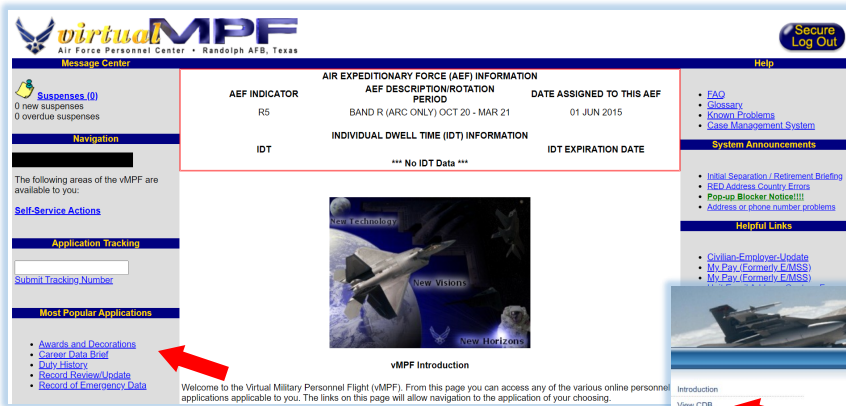 virtual MPF
Air Force Personnel Center • Randolph AFB, Texas
Secure
Log Out
Message Center
Suspenses (0)
0 new suspenses
0 overdue suspenses
Navigation
The following areas of the vMPF are
available to you:
Self-Service Actions
Application Tracking
Submit Tracking Number
Most Popular Applications
• Awards and Decorations
• Career Data Brief
• Duty History
• Record Review/Update
• Record of Emergency Data
AIR EXPEDITIONARY FORCE (AEF) INFORMATION
AEF INDICATOR
AEF DESCRIPTION/ROTATION
PERIOD
DATE ASSIGNED TO THIS AEF
R5
BAND R (ARC ONLY) OCT 20 - MAR 21
01 JUN 2015
INDIVIDUAL DWELL TIME (IDT) INFORMATION
IDT
IDT EXPIRATION DATE
*** No IDT Data ***
New Technology
New Visions
New Horizons
vMPF Introduction
Welcome to the Virtual Military Personnel Flight (vMPF). From this page you can access any of the various online personnel
applications applicable to you. The links on this page will allow navigation to the application of your choosing.
Help
• FAQ
• Glossary
• Known Problems
• Case Management System
System Announcements
• Initial Separation / Retirement Briefing
• RED Address Country Errors
• Pop-up Blocker Notice!!!!
• Address or phone number problems
Helpful Links
• Civilian-Employer-Update
• My Pay (Formerly E/MSS)
• My Pay (Formerly E/MSS)
Introduction
View CDB